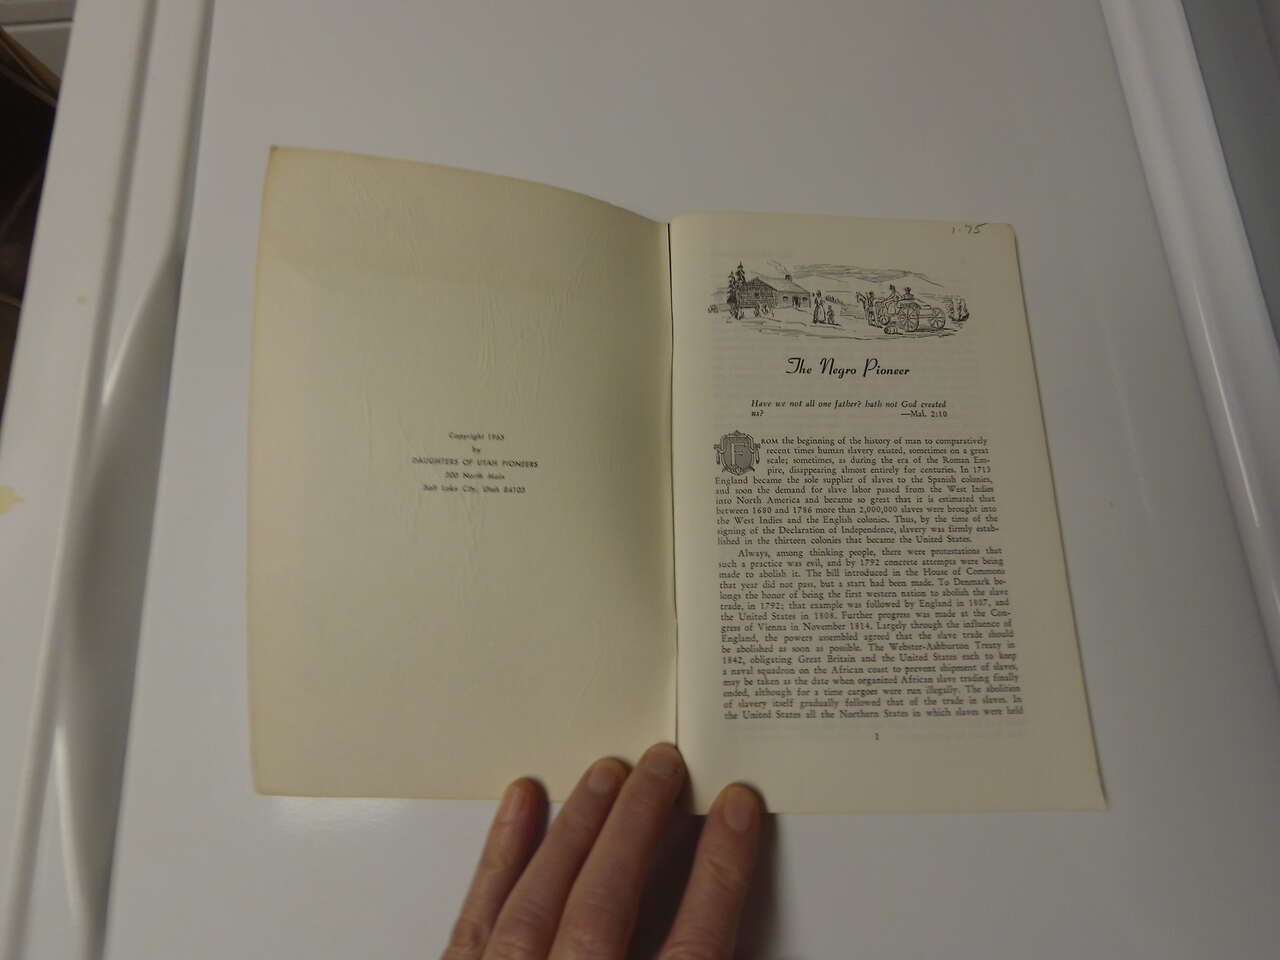 Copyright 1965
by
DAUGHTERS OF UTAH PIONEERS
300 North Main
Salt Lake City, Utah 84103
1.75
The Negro Pioneer
Have we not all one father? hath not God created
us? —Mal. 2:10
FROM the beginning of the history of man to comparatively
recent times human slavery existed, sometimes on a great
scale; sometimes, as during the era of the Roman Em-
pire, disappearing almost entirely for centuries. In 1713
England became the sole supplier of slaves to the Spanish colonies,
and soon the demand for slave labor passed from the West Indies
into North America and became so great that it is estimated that
between 1680 and 1786 more than 2,000,000 slaves were brought into
the West Indies and the English colonies. Thus, by the time of the
signing of the Declaration of Independence, slavery was firmly estab-
lished in the thirteen colonies that became the United States.
Always, among thinking people, there were protestations that
such a practice was evil, and by 1792 concrete attempts were being
made to abolish it. The bill introduced in the House of Commons
that year did not pass, but a start had been made. To Denmark be-
longs the honor of being the first western nation to abolish the slave
trade, in 1792; that example was followed by England in 1807, and
the United States in 1808. Further progress was made at the Con-
gress of Vienna in November 1814. Largely through the influence of
England, the powers assembled agreed that the slave trade should
be abolished as soon as possible. The Webster-Ashburton Treaty in
1842, obligating Great Britain and the United States each to keep
a naval squadron on the African coast to prevent shipment of slaves,
may be taken as the date when organized African slave trading finally
ended, although for a time cargoes were run illegally. The abolition
of slavery itself gradually followed that of the trade in slaves. In
the United States all the Northern States in which slaves were held
1